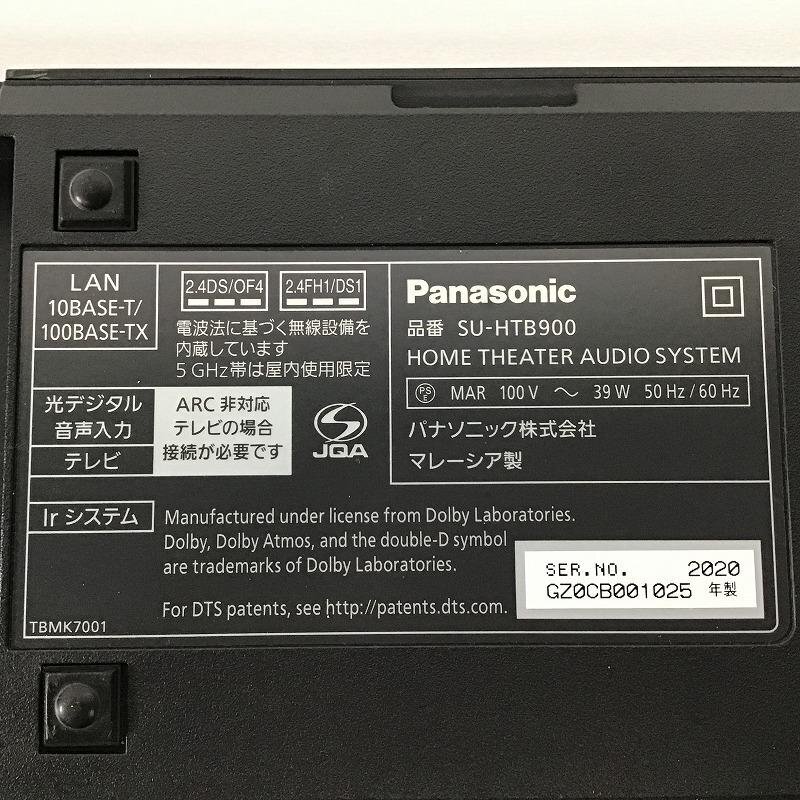 LAN
10BASE-T/
100BASE-TX
2.4DS/OF4
2.4FH1/DS1
電波法に基づく無線設備を
内蔵しています
5 GHz帯は屋内使用限定
光デジタル
音声入力
テレビ
ARC 非対応
テレビの場合
接続が必要です
JQA
Ir システム
Panasonic
品番 SU-HTB900
HOME THEATER AUDIO SYSTEM
PS E MAR 100 V ～ 39 W 50 Hz / 60 Hz
パナソニック株式会社
マレーシア製
Manufactured under license from Dolby Laboratories.
Dolby, Dolby Atmos, and the double-D symbol
are trademarks of Dolby Laboratories.
For DTS patents, see http://patents.dts.com.
SER.NO. 2020
GZ0CB001025 年製
TBMK7001